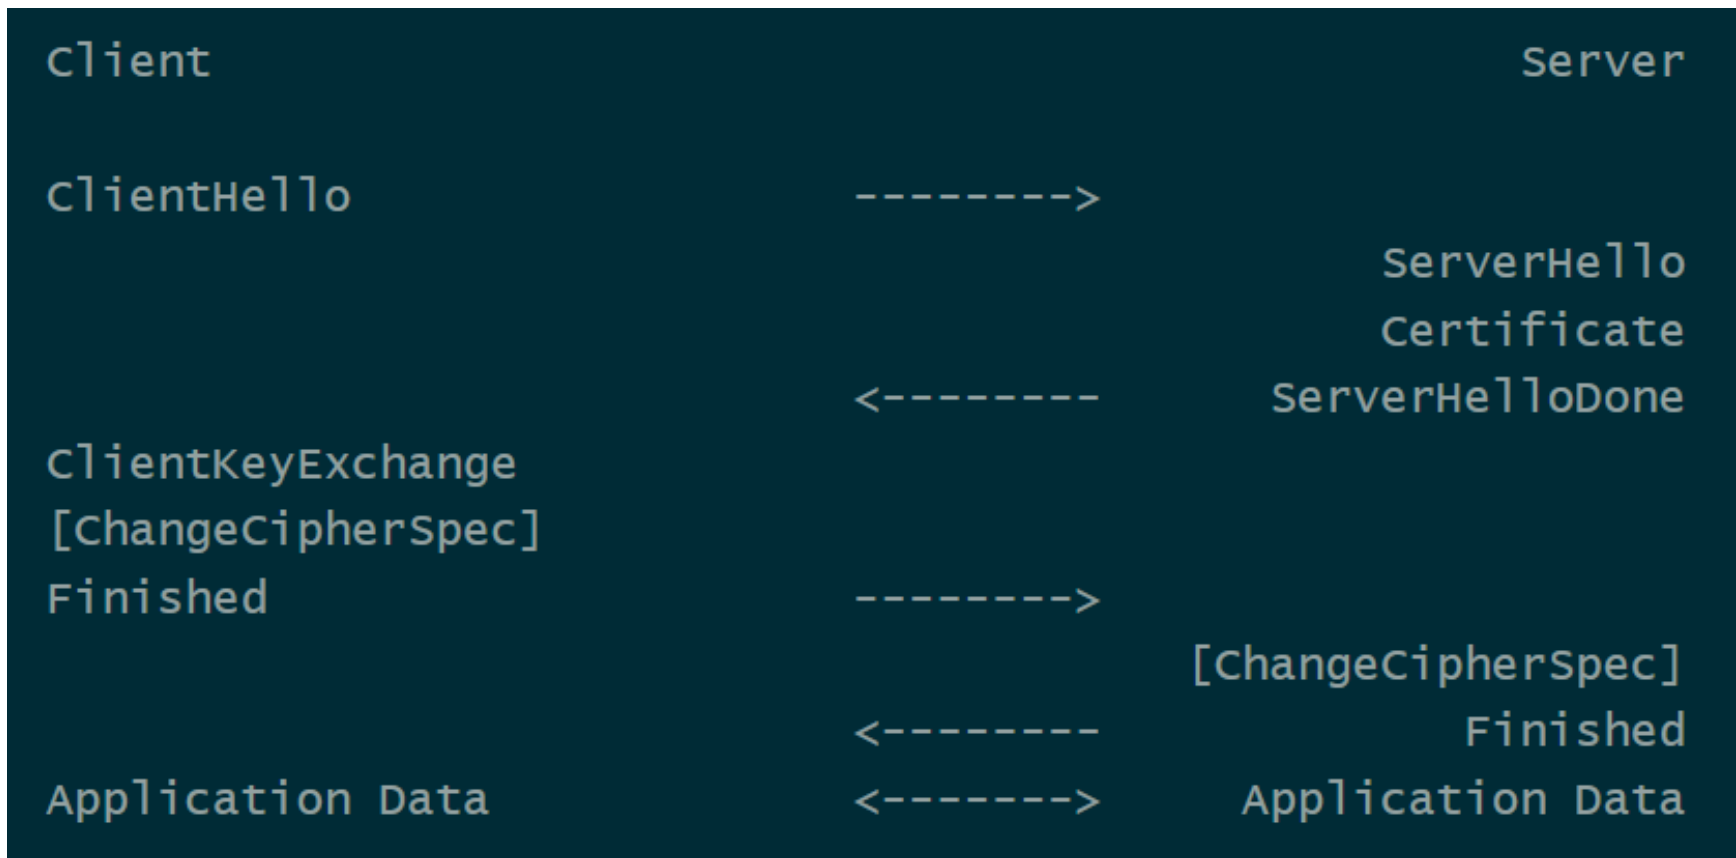 Client                                                Server

ClientHello                -------->
                                             ServerHello
                                             Certificate
                           <--------     ServerHelloDone
ClientKeyExchange
[ChangeCipherSpec]
Finished                   -------->
                                      [ChangeCipherSpec]
                           <--------            Finished
Application Data           <------->    Application Data